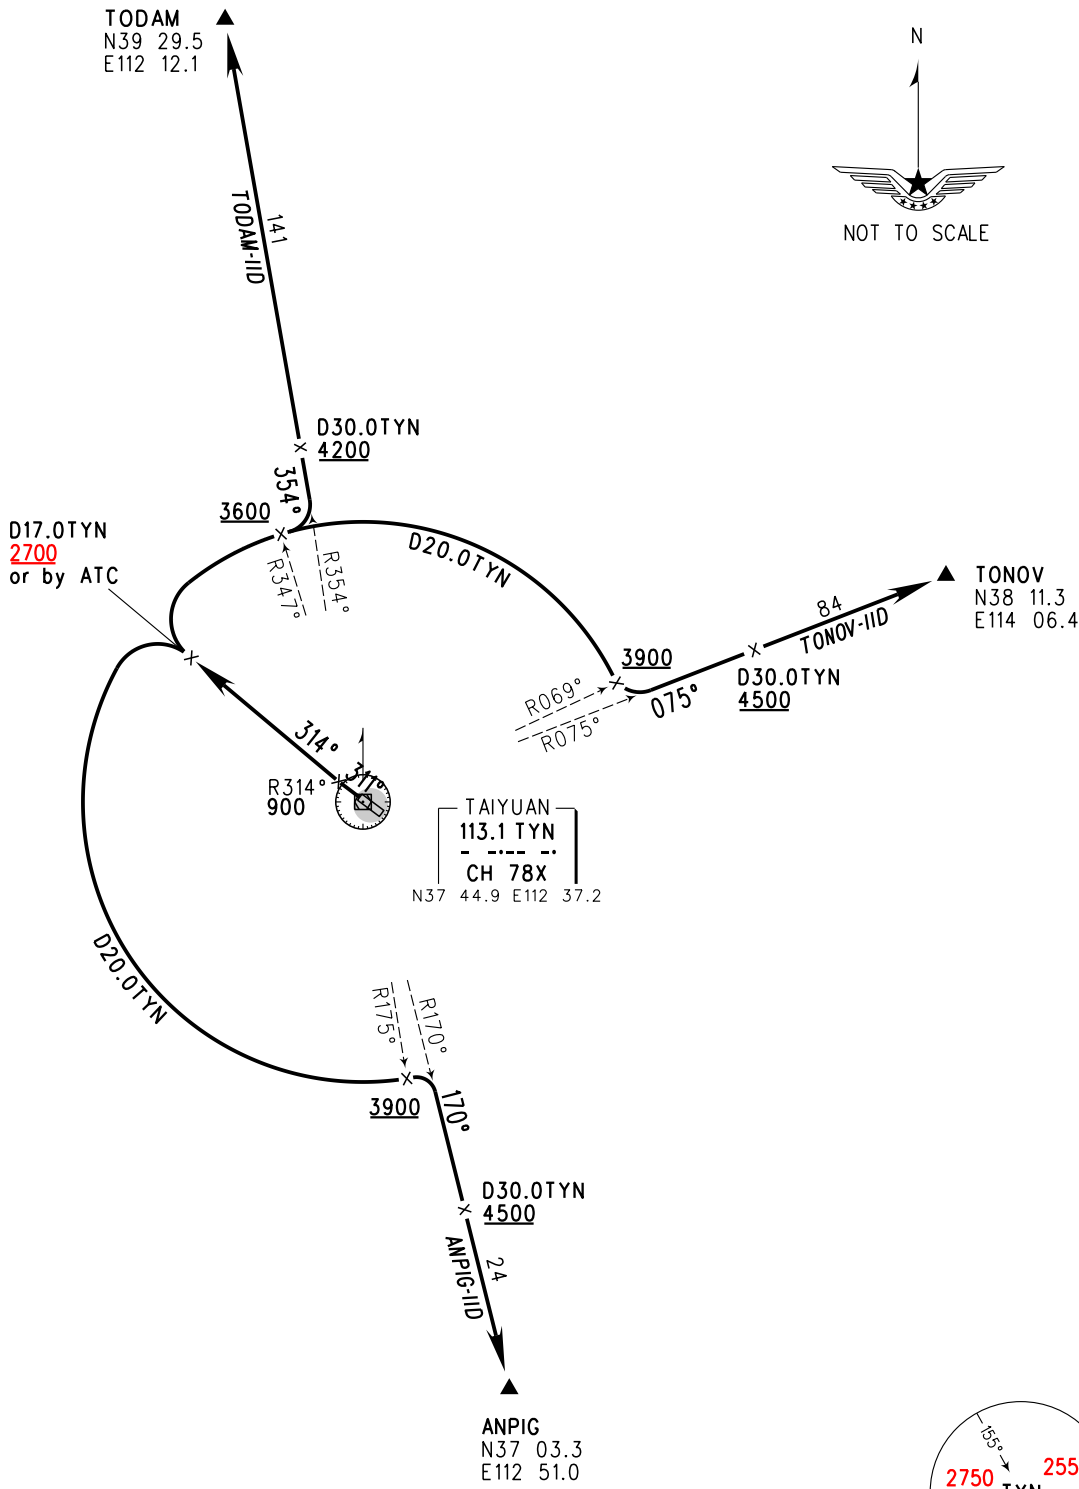 TODAM
N39 29.5
E112 12.1
N
NOT TO SCALE
141
TODAM-11D
D30.0TYN
4200
354°
3600
D17.0TYN
2700
or by ATC
R347°
R354°
D20.0TYN
TONOV
N38 11.3
E114 06.4
84
TONOV-11D
3900
D30.0TYN
4500
R069°
R075°
075°
314°
311°
R314°
900
TAIYUAN
113.1 TYN
CH 78X
N37 44.9 E112 37.2
D20.0TYN
R175°
R170°
3900
170°
D30.0TYN
4500
24
ANPIG-11D
ANPIG
N37 03.3
E112 51.0
155°
2750
255